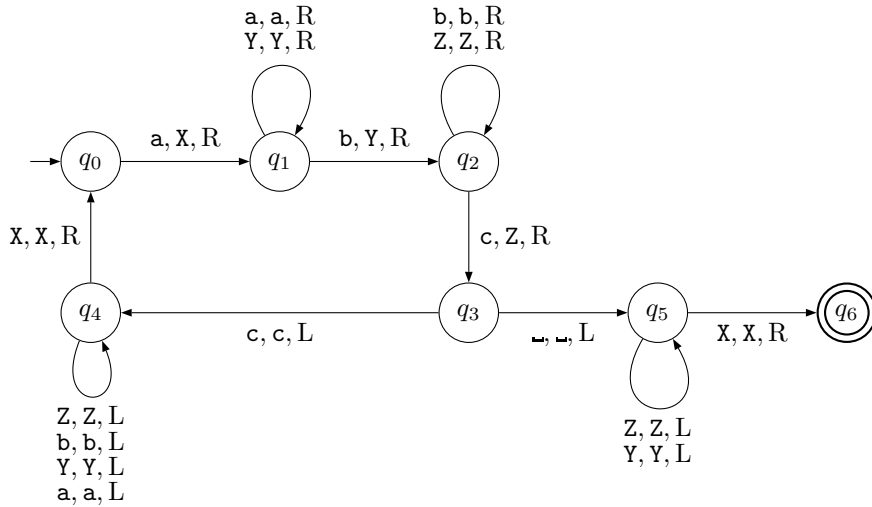 a, a, R
Y, Y, R
b, b, R
Z, Z, R
q0
a, X, R
q1
b, Y, R
q2
X, X, R
c, Z, R
q4
c, c, L
q3
␣, ␣, L
q5
X, X, R
q6
Z, Z, L
b, b, L
Y, Y, L
a, a, L
Z, Z, L
Y, Y, L